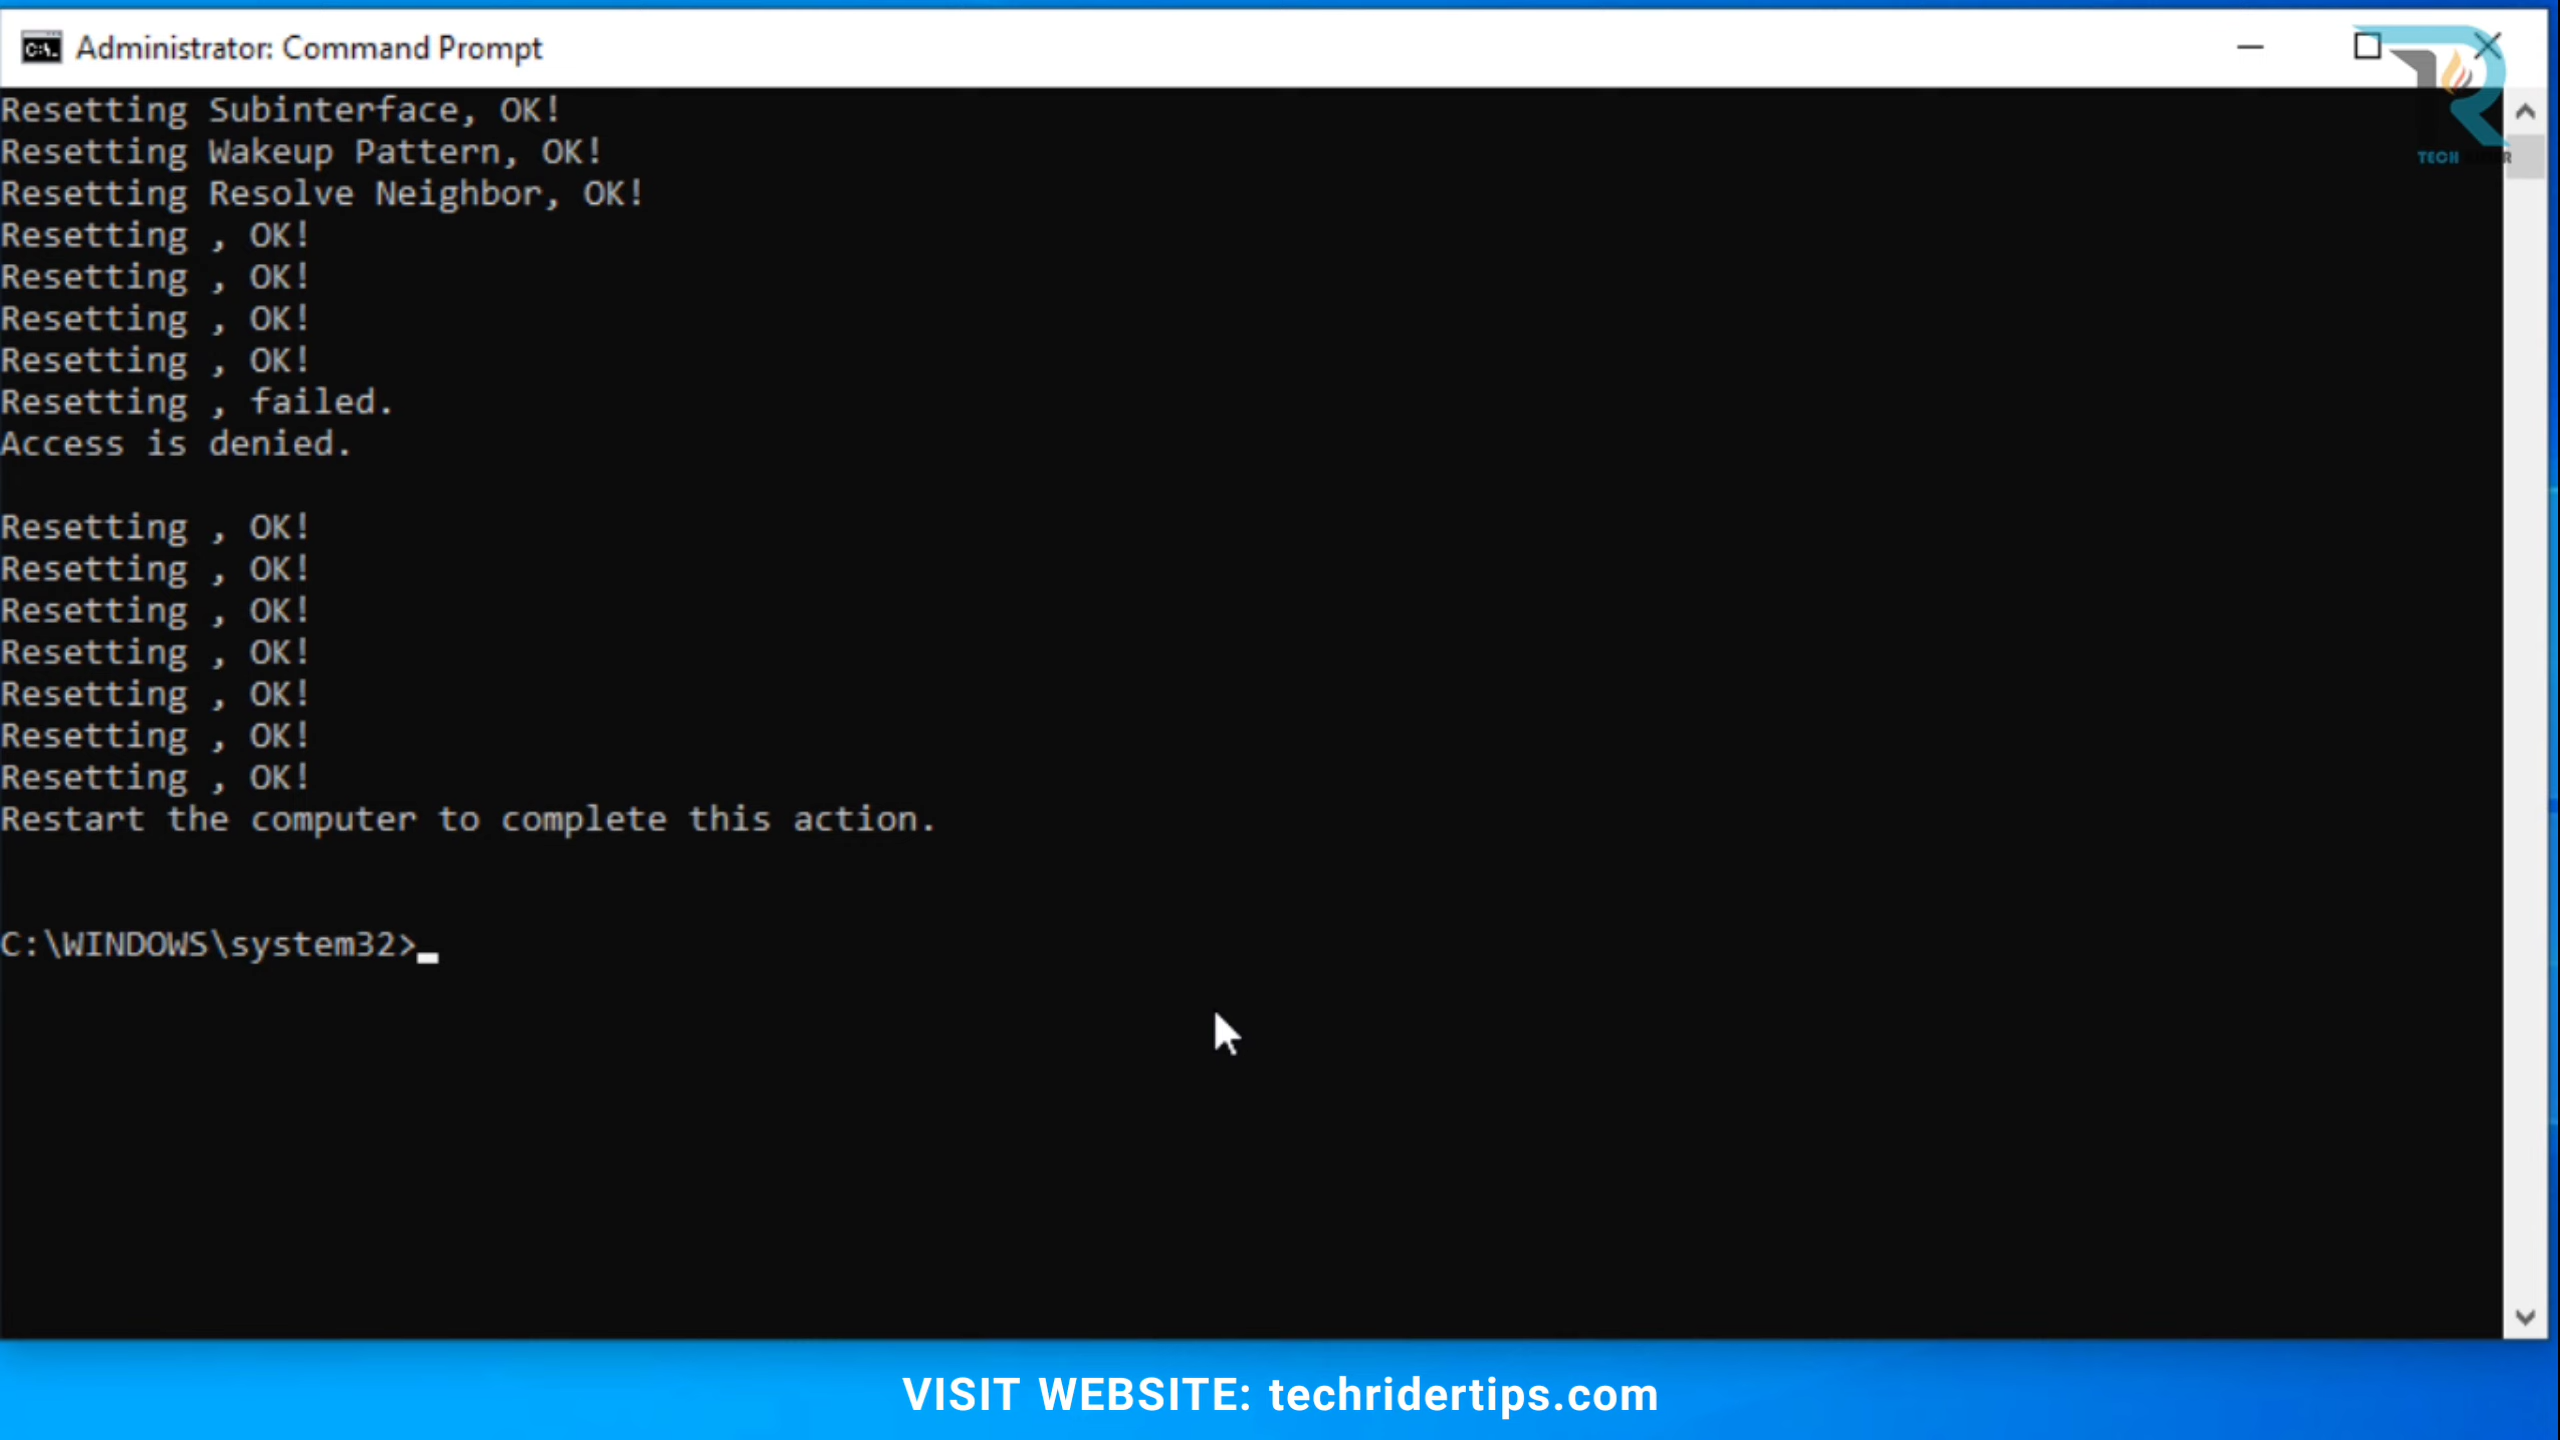 Administrator: Command Prompt
Resetting Subinterface, OK!
Resetting Wakeup Pattern, OK!
Resetting Resolve Neighbor, OK!
Resetting , OK!
Resetting , OK!
Resetting , OK!
Resetting , OK!
Resetting , failed.
Access is denied.
Resetting , OK!
Resetting , OK!
Resetting , OK!
Resetting , OK!
Resetting , OK!
Resetting , OK!
Resetting , OK!
Restart the computer to complete this action.
C:\WINDOWS\system32>
TECH
VISIT WEBSITE: techridertips.com